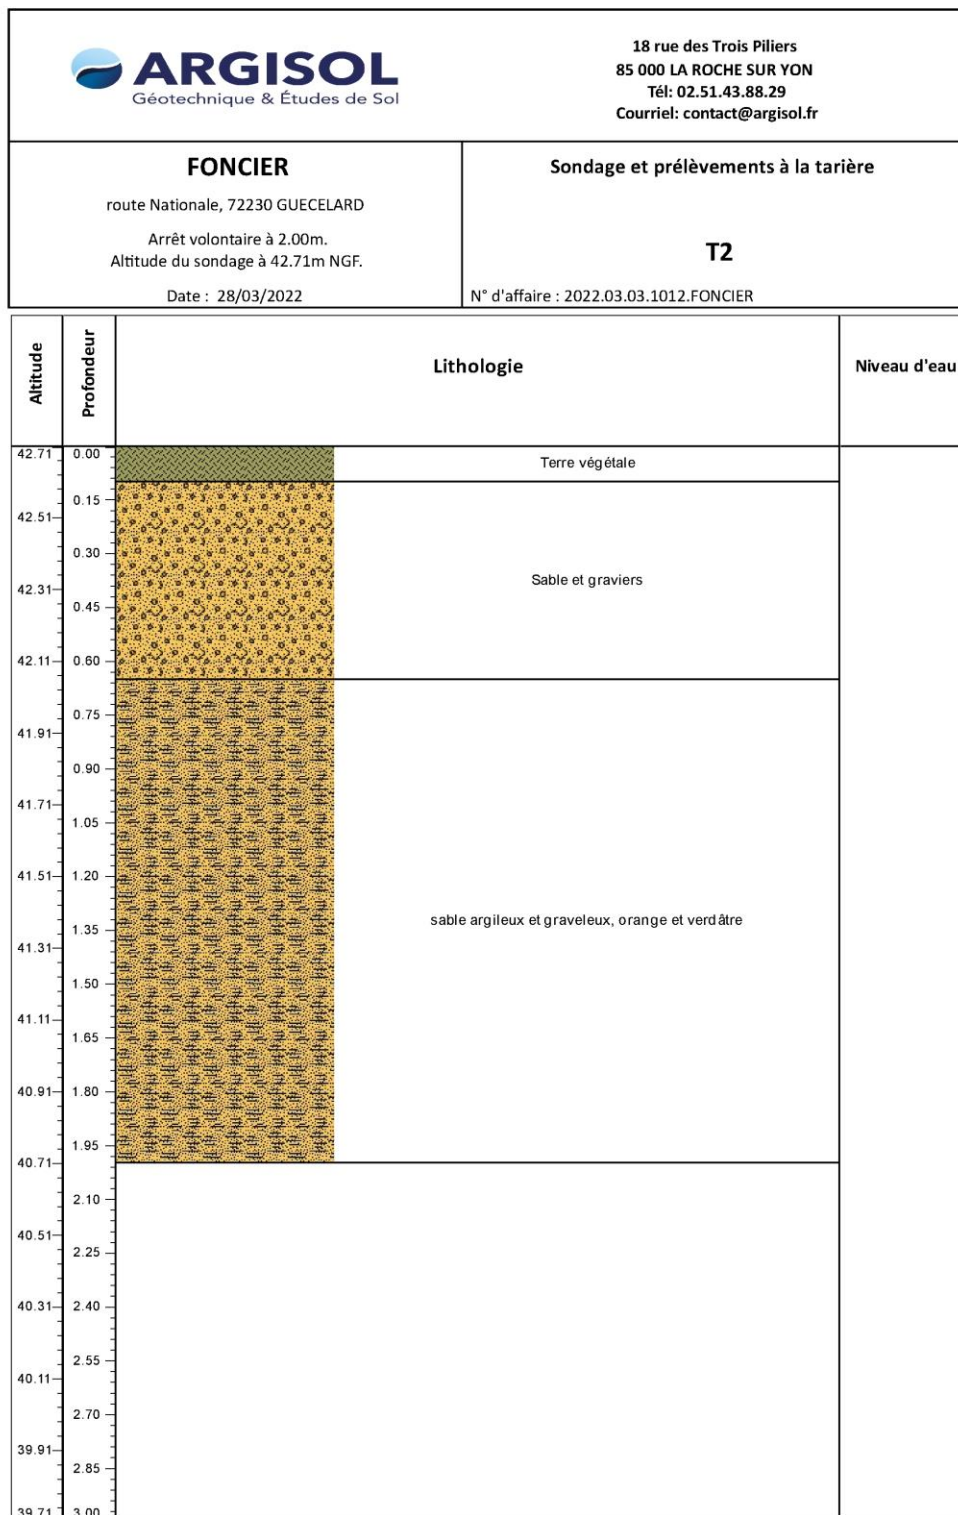 ARGISOL
Géotechnique & Études de Sol
18 rue des Trois Piliers
85 000 LA ROCHE SUR YON
Tél: 02.51.43.88.29
Courriel: contact@argisol.fr
FONCIER
route Nationale, 72230 GUECELARD
Arrêt volontaire à 2.00m.
Altitude du sondage à 42.71m NGF.
Date : 28/03/2022
Sondage et prélèvements à la tarière
T2
N° d'affaire : 2022.03.03.1012.FONCIER
Altitude
Profondeur
Lithologie
Niveau d'eau
42.71
0.00
Terre végétale
0.15
42.51
0.30
Sable et graviers
42.31
0.45
42.11
0.60
0.75
41.91
0.90
41.71
1.05
41.51
1.20
sable argileux et graveleux, orange et verdâtre
1.35
41.31
1.50
41.11
1.65
40.91
1.80
1.95
40.71
2.10
40.51
2.25
40.31
2.40
2.55
40.11
2.70
39.91
2.85
39.71
3.00